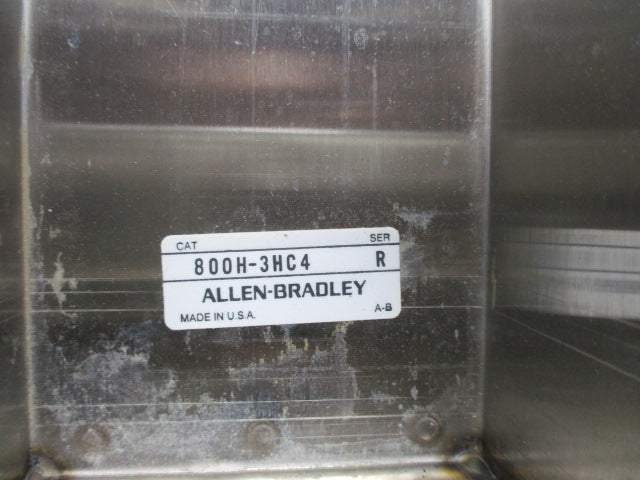 CAT SER
800H-3HC4 R
ALLEN-BRADLEY
MADE IN U.S.A. A-B